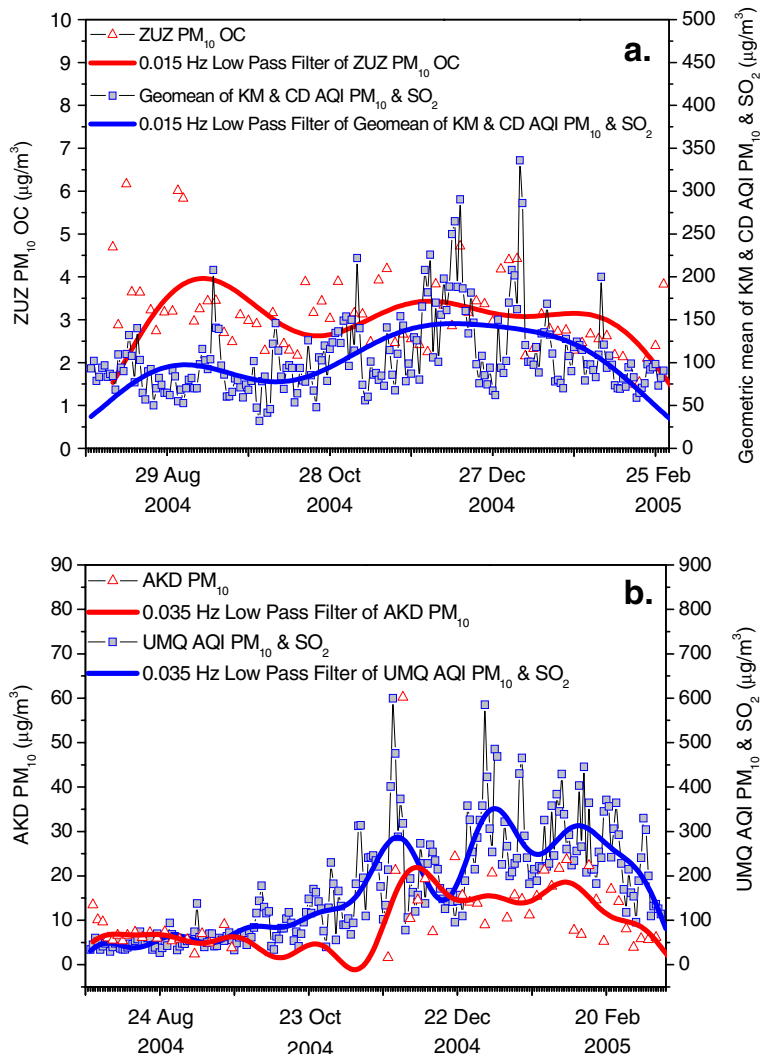 a.
ZUZ PM10 OC
0.015 Hz Low Pass Filter of ZUZ PM10 OC
Geomean of KM & CD AQI PM10 & SO2
0.015 Hz Low Pass Filter of Geomean of KM & CD AQI PM10 & SO2
ZUZ PM10 OC (μg/m3)
10
9
8
7
6
5
4
3
2
1
0
Geometric mean of KM & CD AQI PM10 & SO2 (μg/m3)
500
450
400
350
300
250
200
150
100
50
0
29 Aug 28 Oct 27 Dec 25 Feb
2004 2004 2004 2005
b.
AKD PM10
0.035 Hz Low Pass Filter of AKD PM10
UMQ AQI PM10 & SO2
0.035 Hz Low Pass Filter of UMQ AQI PM10 & SO2
AKD PM10 (μg/m3)
90
80
70
60
50
40
30
20
10
0
UMQ AQI PM10 & SO2 (μg/m3)
900
800
700
600
500
400
300
200
100
0
24 Aug 23 Oct 22 Dec 20 Feb
2004 2004 2004 2005